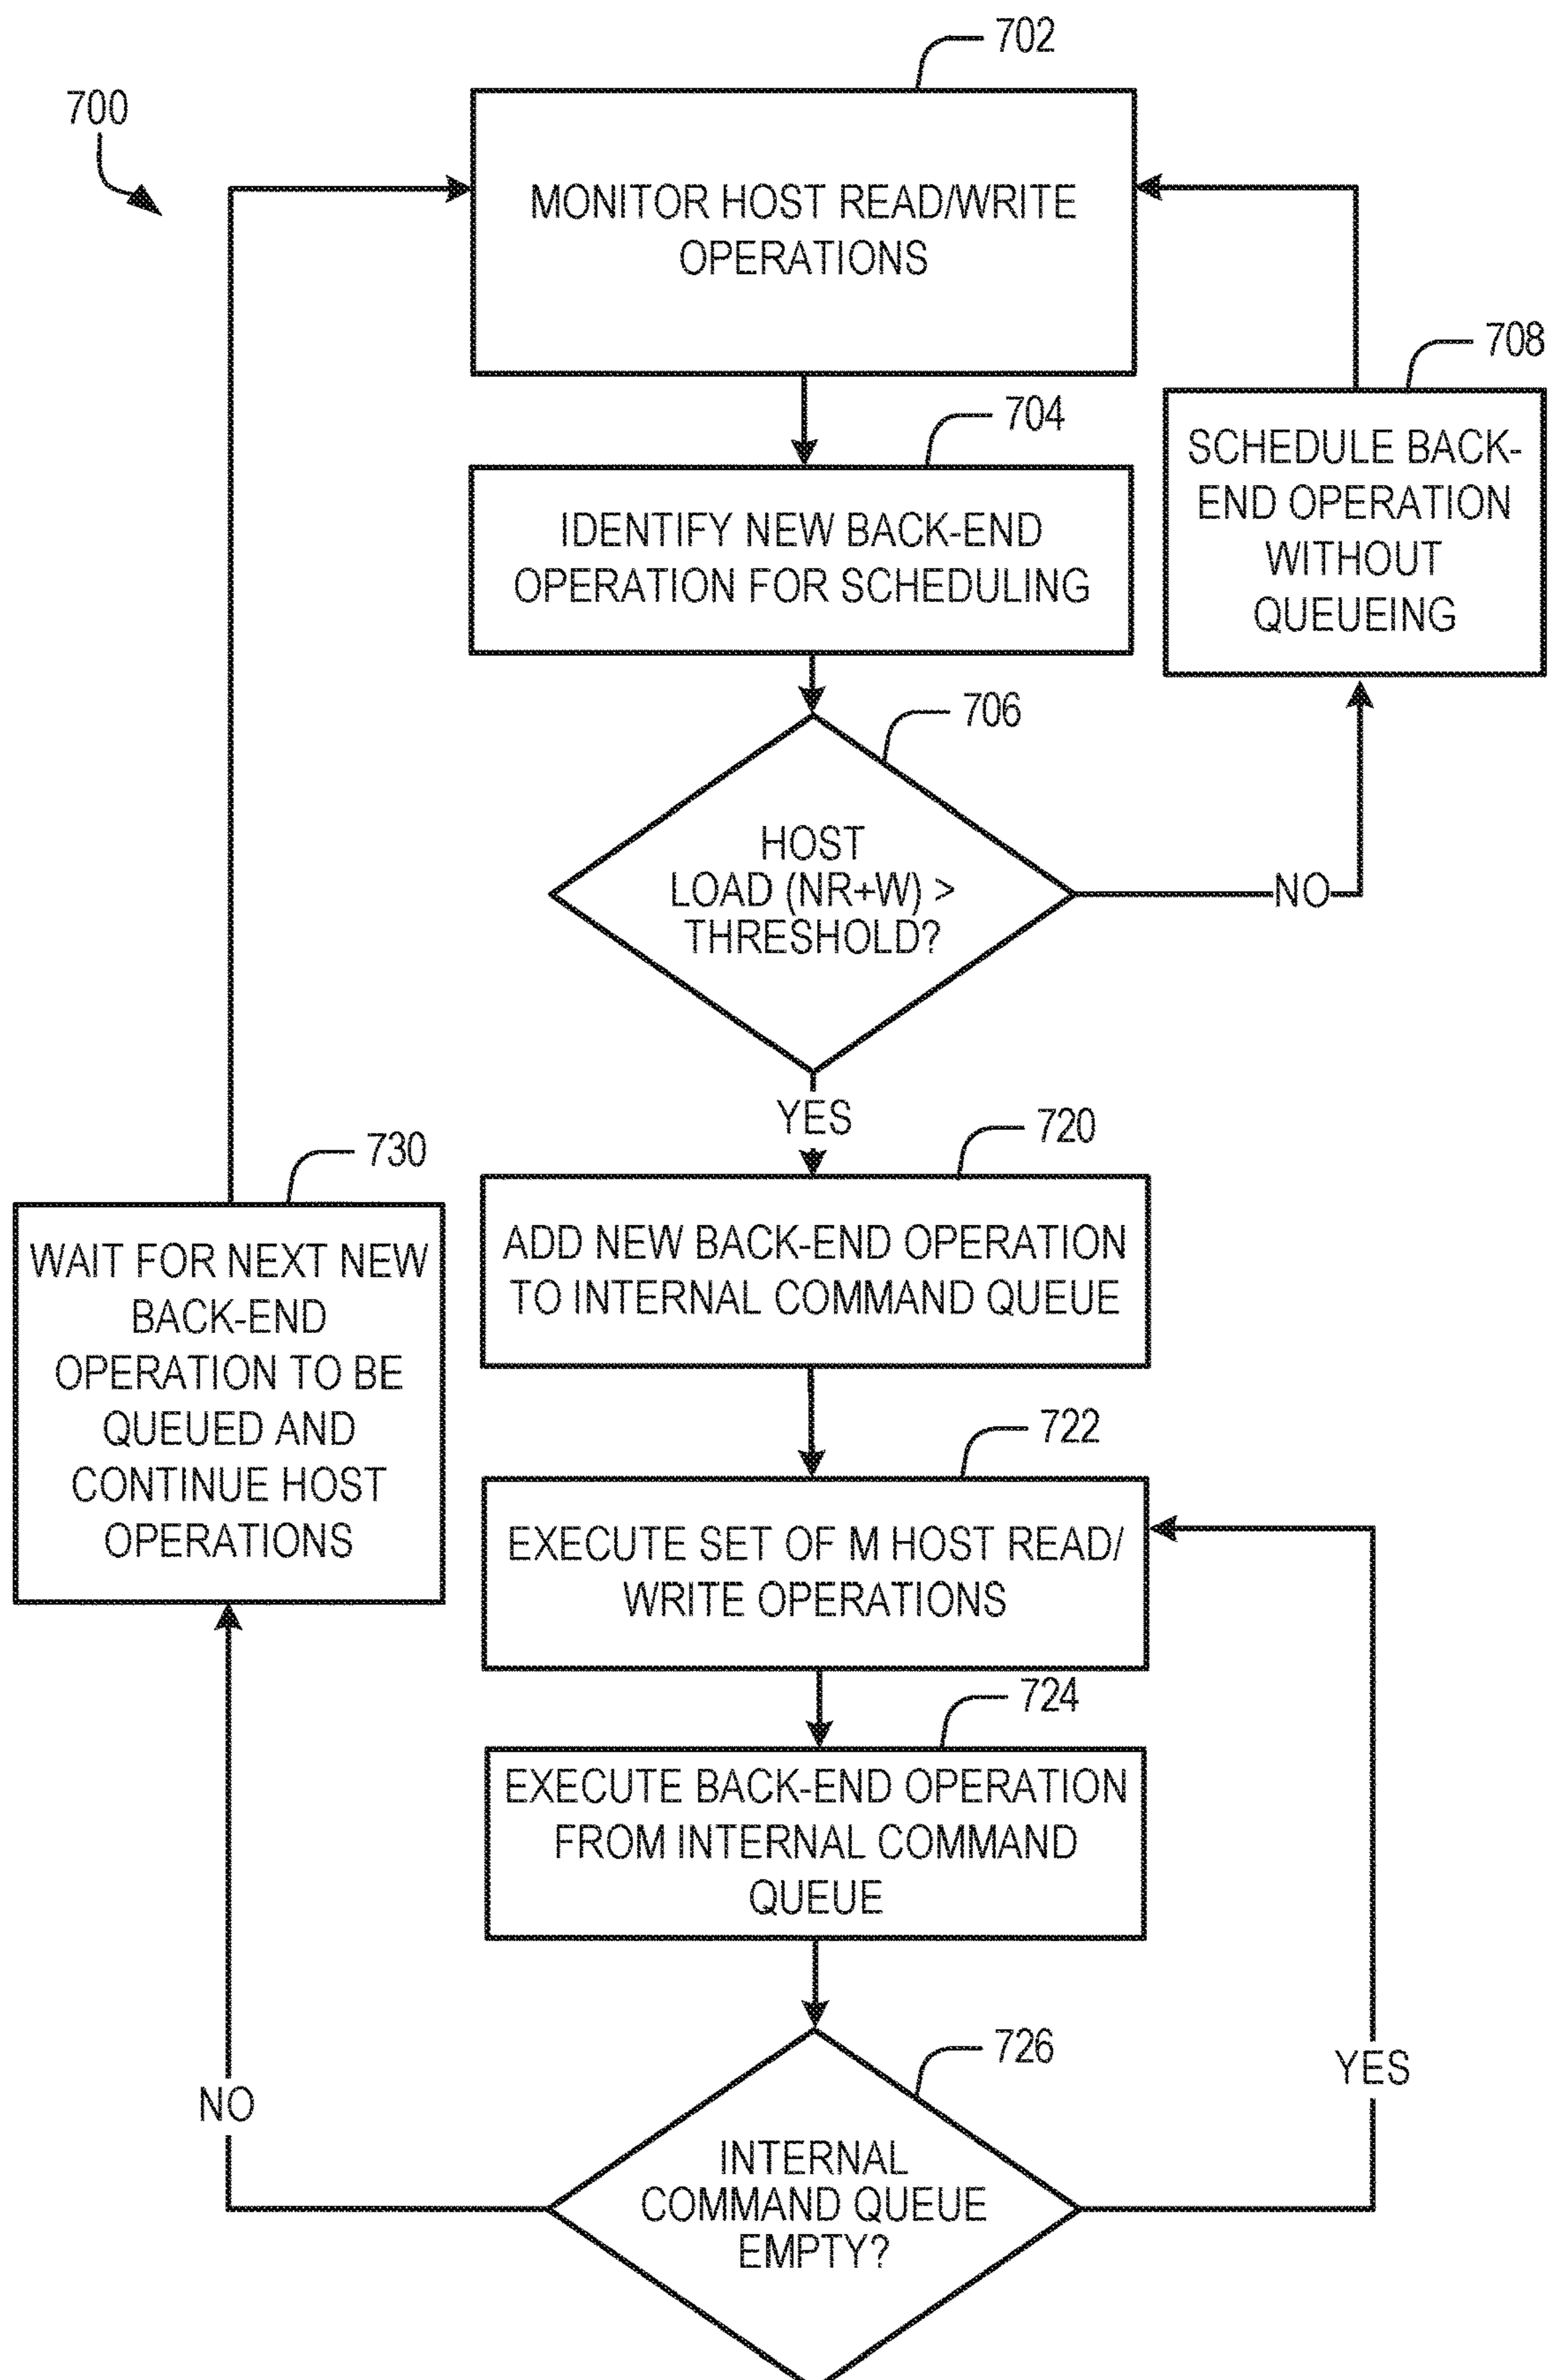 702
700
MONITOR HOST READ/WRITE
OPERATIONS
708
SCHEDULE BACK-
END OPERATION
WITHOUT
QUEUEING
704
IDENTIFY NEW BACK-END
OPERATION FOR SCHEDULING
706
HOST
LOAD (NR+W) >
THRESHOLD?
NO
YES
720
ADD NEW BACK-END OPERATION
TO INTERNAL COMMAND QUEUE
730
WAIT FOR NEXT NEW
BACK-END
OPERATION TO BE
QUEUED AND
CONTINUE HOST
OPERATIONS
722
EXECUTE SET OF M HOST READ/
WRITE OPERATIONS
724
EXECUTE BACK-END OPERATION
FROM INTERNAL COMMAND
QUEUE
726
INTERNAL
COMMAND QUEUE
EMPTY?
YES
NO